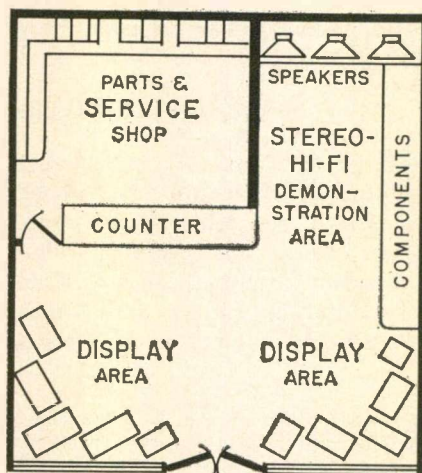 PARTS &
SERVICE
SHOP
SPEAKERS
STEREO-
HI-FI
DEMON-
STRATION
AREA
COMPONENTS
COUNTER
DISPLAY
AREA
DISPLAY
AREA